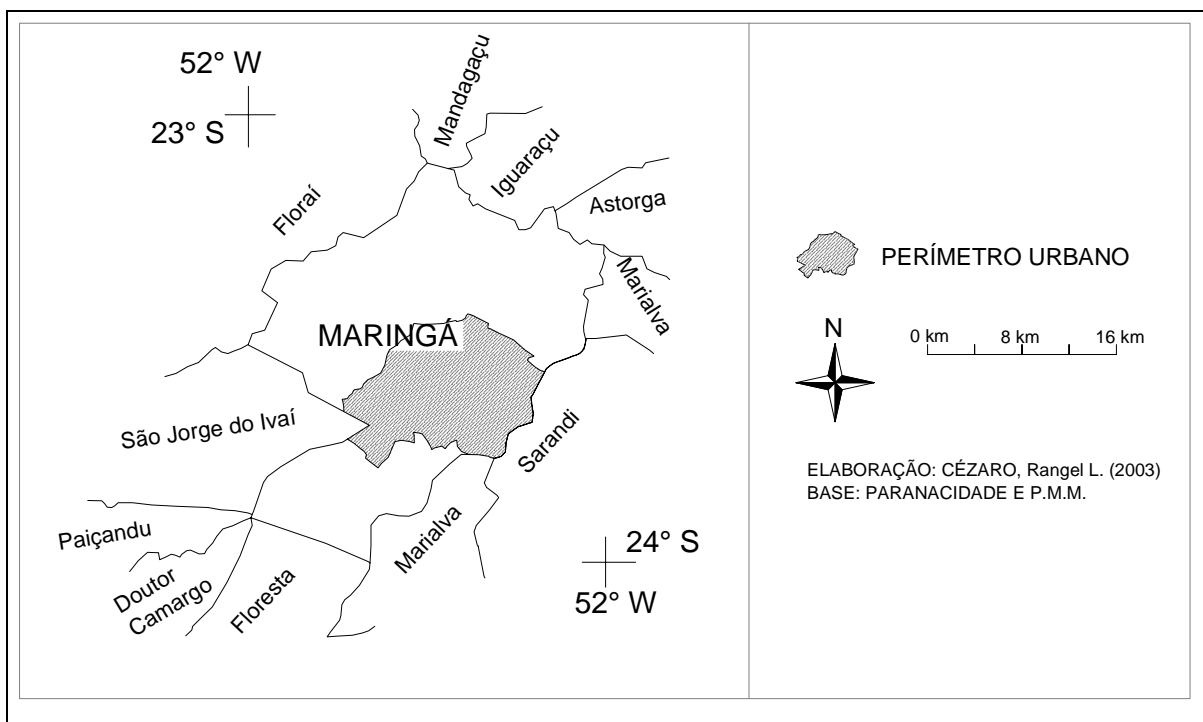 52° W
23° S
Mandagaçu
Iguaraçu
Astorga
Floraí
Marialva
MARINGÁ
São Jorge do Ivaí
Sarandi
Paiçandu
Doutor
Camargo
Floresta
Marialva
24° S
52° W
PERÍMETRO URBANO
N
0 km 8 km 16 km
ELABORAÇÃO: CÉZARO, Rangel L. (2003)
BASE: PARANACIDADE E P.M.M.